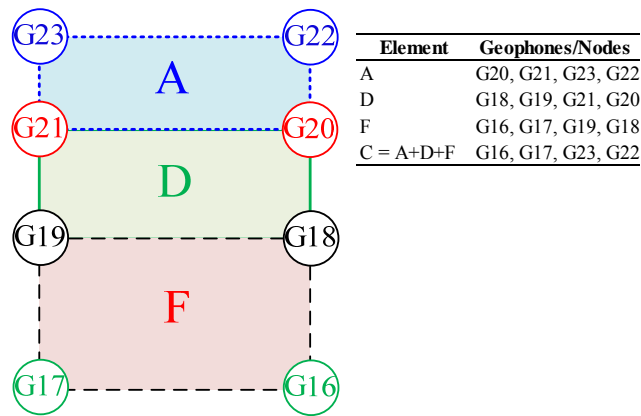 G23 G22
A
G21 G20
D
G19 G18
F
G17 G16
Element Geophones/Nodes
A G20, G21, G23, G22
D G18, G19, G21, G20
F G16, G17, G19, G18
C = A+D+F G16, G17, G23, G22